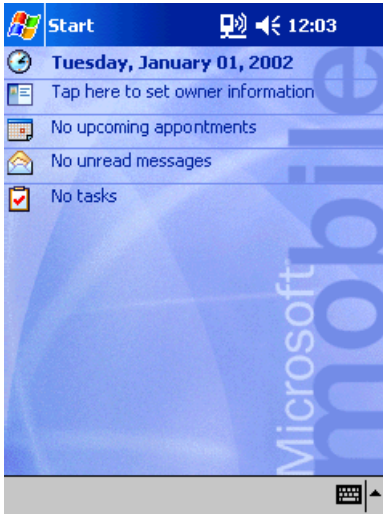 Start 12:03
Tuesday, January 01, 2002
Tap here to set owner information
No upcoming appontments
No unread messages
No tasks
Microsoft
mobile